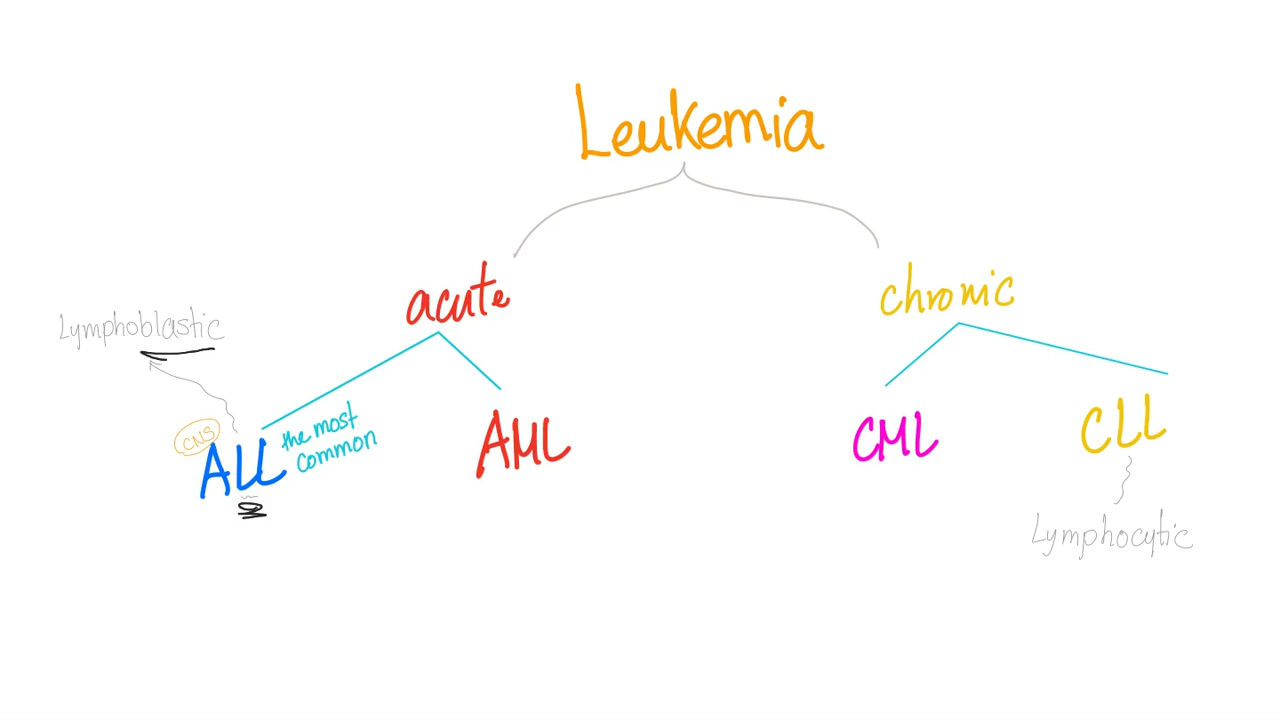 Leukemia
acute
chronic
Lymphoblastic
CNS
ALL
the most
common
AML
CML
CLL
Lymphocytic